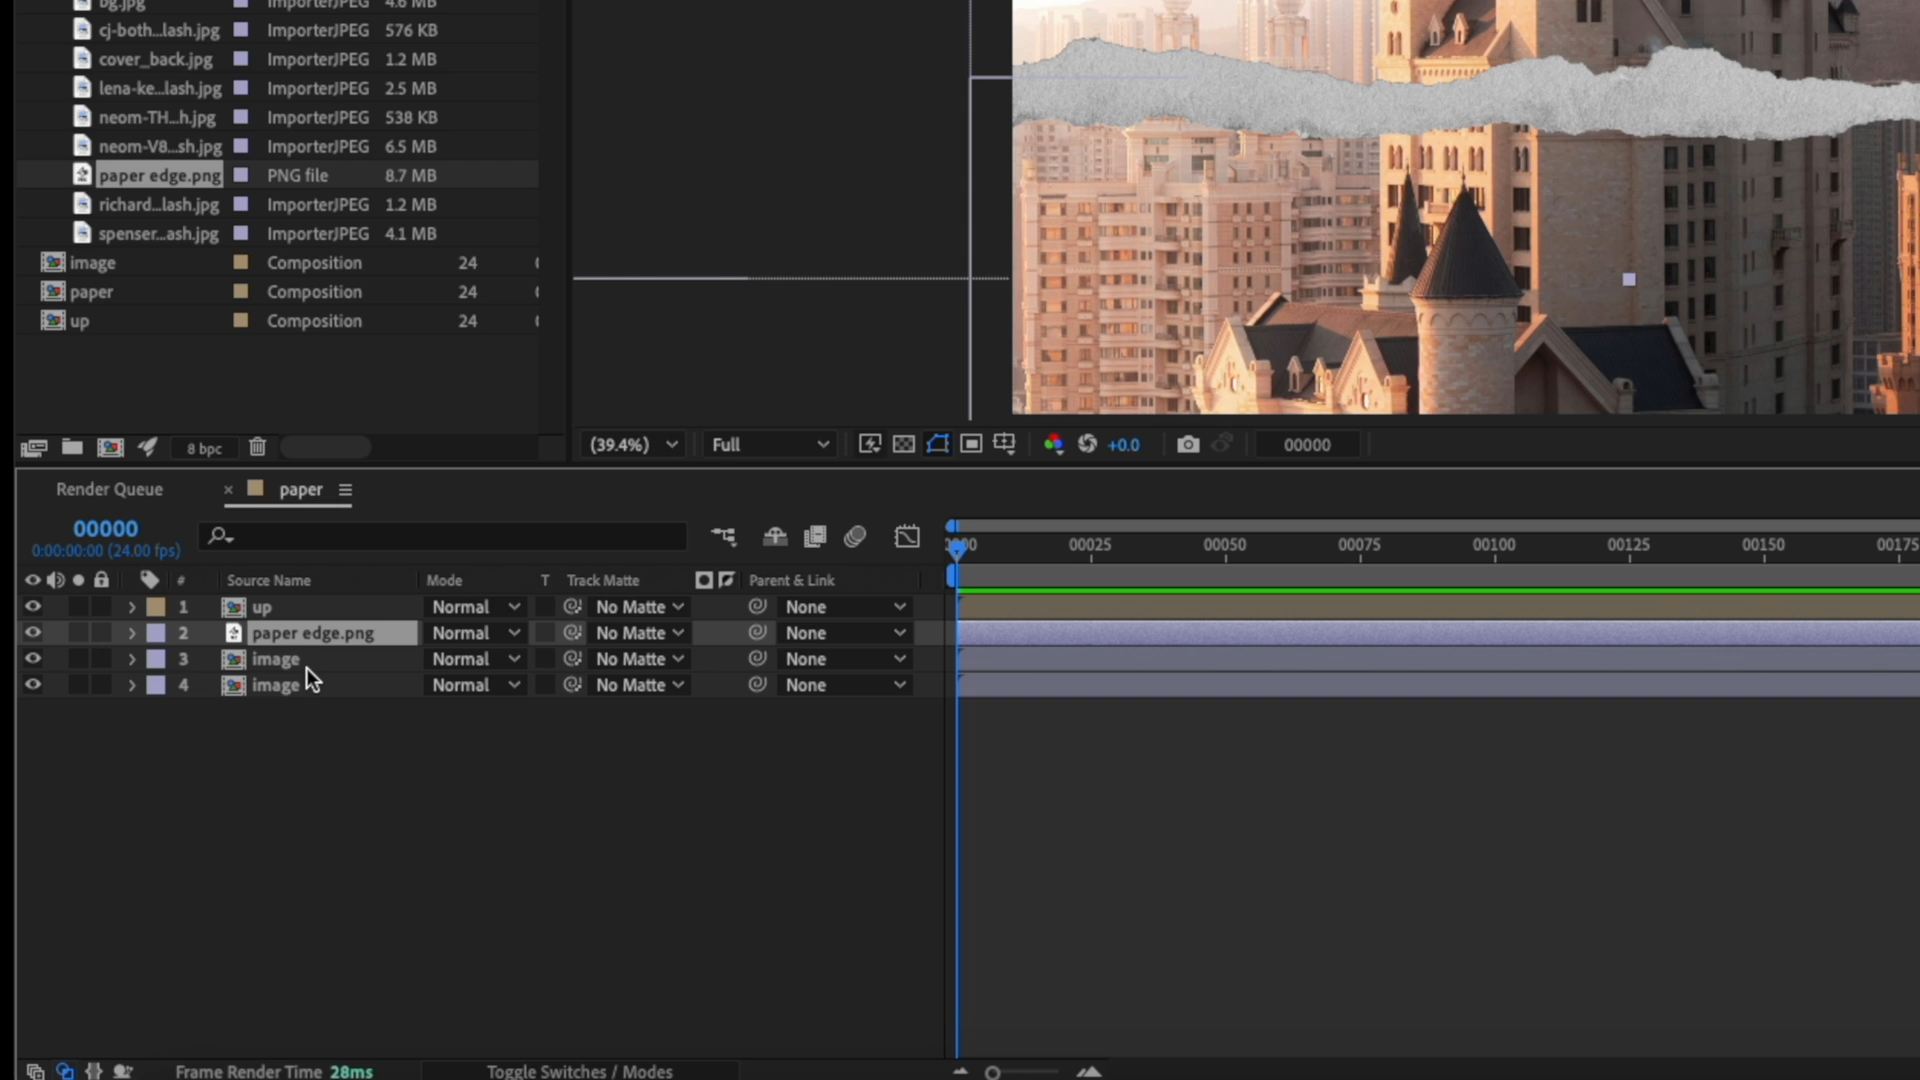 bg.jpg ImporterJPEG 4.6 MB
cj-both...lash.jpg ImporterJPEG 576 KB
cover_back.jpg ImporterJPEG 1.2 MB
lena-ke...lash.jpg ImporterJPEG 2.5 MB
neom-TH...h.jpg ImporterJPEG 538 KB
neom-V8...sh.jpg ImporterJPEG 6.5 MB
paper edge.png PNG file 8.7 MB
richard...lash.jpg ImporterJPEG 1.2 MB
spenser...ash.jpg ImporterJPEG 4.1 MB
image Composition 24
paper Composition 24
up Composition 24
8 bpc (39.4%) Full +0.0 00000
Render Queue × paper
00000
0:00:00:00 (24.00 fps)
00025 00050 00075 00100 00125 00150 00175
# Source Name Mode T Track Matte Parent & Link
1 up Normal No Matte None
2 paper edge.png Normal No Matte None
3 image Normal No Matte None
4 image Normal No Matte None
Frame Render Time 28ms Toggle Switches / Modes